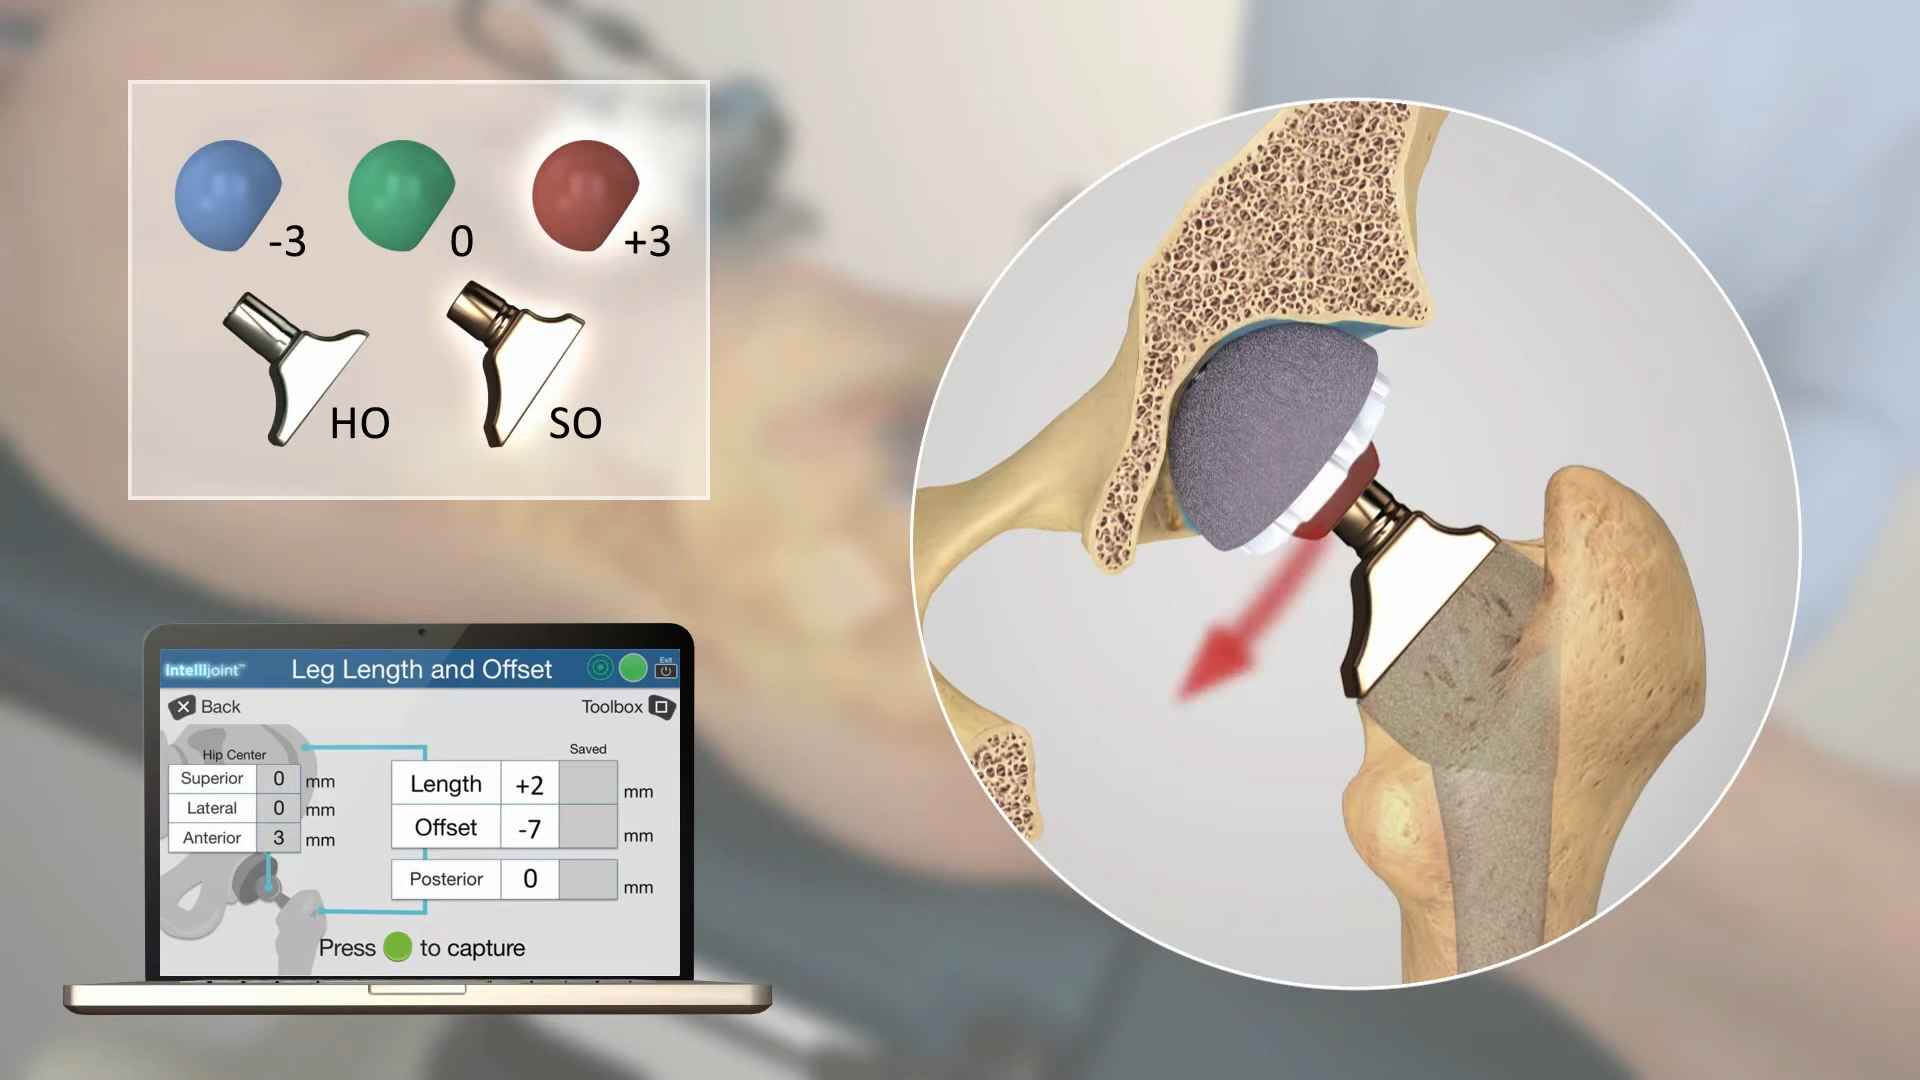 -3
0
+3
HO
SO
Intellijoint™
Leg Length and Offset
Exit
Back
Toolbox
Hip Center
Saved
Superior 0 mm
Lateral 0 mm
Anterior 3 mm
Length +2 mm
Offset -7 mm
Posterior 0 mm
Press to capture